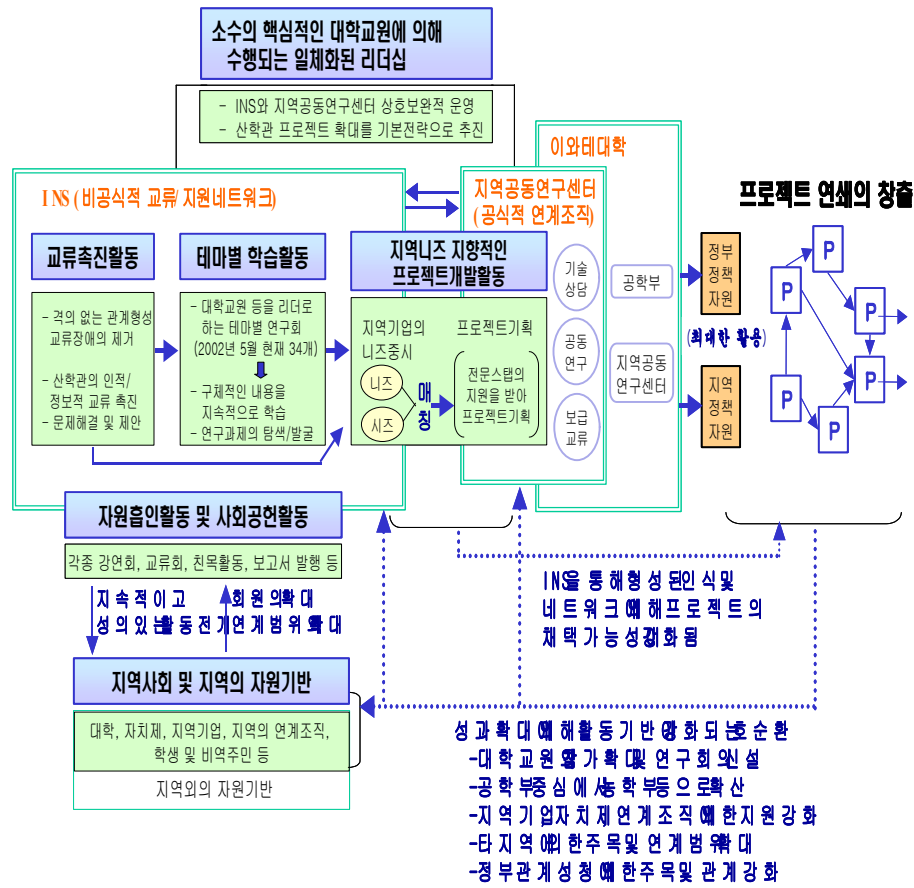 소수의 핵심적인 대학교원에 의해
수행되는 일체화된 리더십
- INS와 지역공동연구센터 상호보완적 운영
- 산학관 프로젝트 확대를 기본전략으로 추진
이와테대학
INS (비공식적 교류/지원네트워크)
지역공동연구센터
(공식적 연계조직)
프로젝트 연쇄의 창출
교류촉진활동
테마별 학습활동
지역니즈 지향적인
프로젝트개발활동
- 격의 없는 관계형성
교류장애의 제거
- 산학관의 인적/
정보적 교류 촉진
- 문제해결 및 제안
- 대학교원 등을 리더로
하는 테마별 연구회
(2002년 5월 현재 34개)
- 구체적인 내용을
지속적으로 학습
- 연구과제의 탐색/발굴
지역기업의
니즈중시
니즈
시즈
매칭
프로젝트기획
전문스탭의
지원을 받아
프로젝트기획
기술
상담
공동
연구
보급
교류
공학부
지역공동
연구센터
정부
정책
자원
(최대한 활용)
지역
정책
자원
P
P
P
P
P
P
자원흡인활동 및 사회공헌활동
각종 강연회, 교류회, 친목활동, 보고서 발행 등
지속적이고
성의있는 활동전개
회원의 확대
연계범위 확대
INS을 통해형성된인식및
네트워크에 의해프로젝트의
채택가능성 강화됨
지역사회 및 지역의 자원기반
대학, 자치제, 지역기업, 지역의 연계조직,
학생 및 비역주민 등
지역외의 자원기반
성과확대에 의해활동기반이 강화되는 호순환
-대학교원의 참가확대 및 연구회의 신설
-공학부중심에서 농학부등으로 확산
-지역기업자치제연계조직에 대한지원강화
-타지역에 의한주목및 연계범위 확대
-정부관계성청에 의한주목및 관계강화